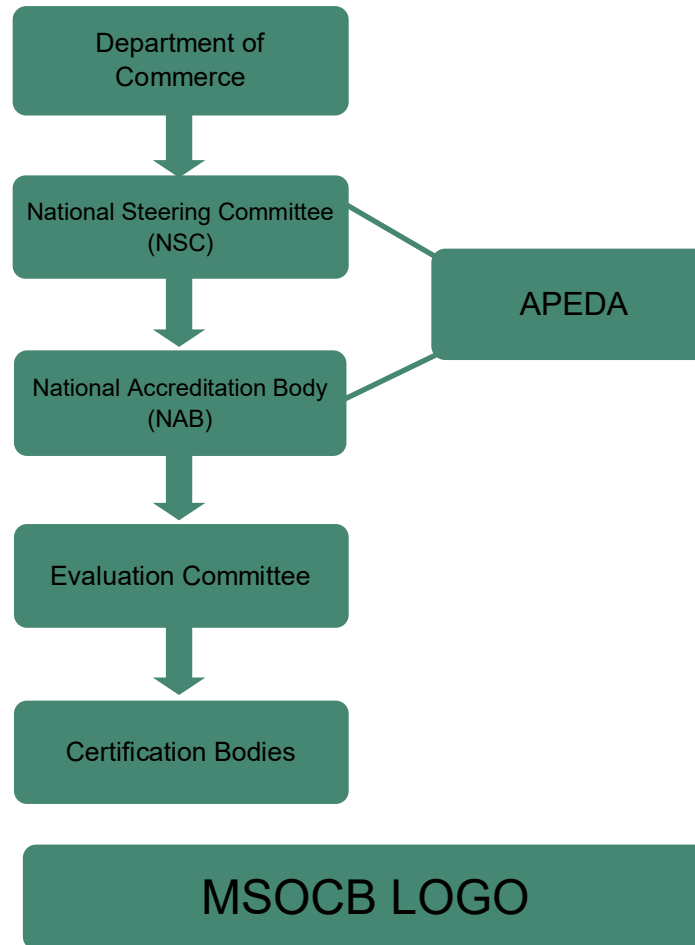 Department of
Commerce
National Steering Committee
(NSC)
APEDA
National Accreditation Body
(NAB)
Evaluation Committee
Certification Bodies
MSOCB LOGO